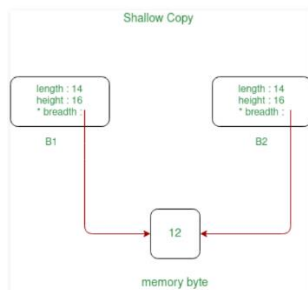 Shallow Copy
length : 14
height : 16
* breadth :
B1
length : 14
height : 16
* breadth :
B2
12
memory byte